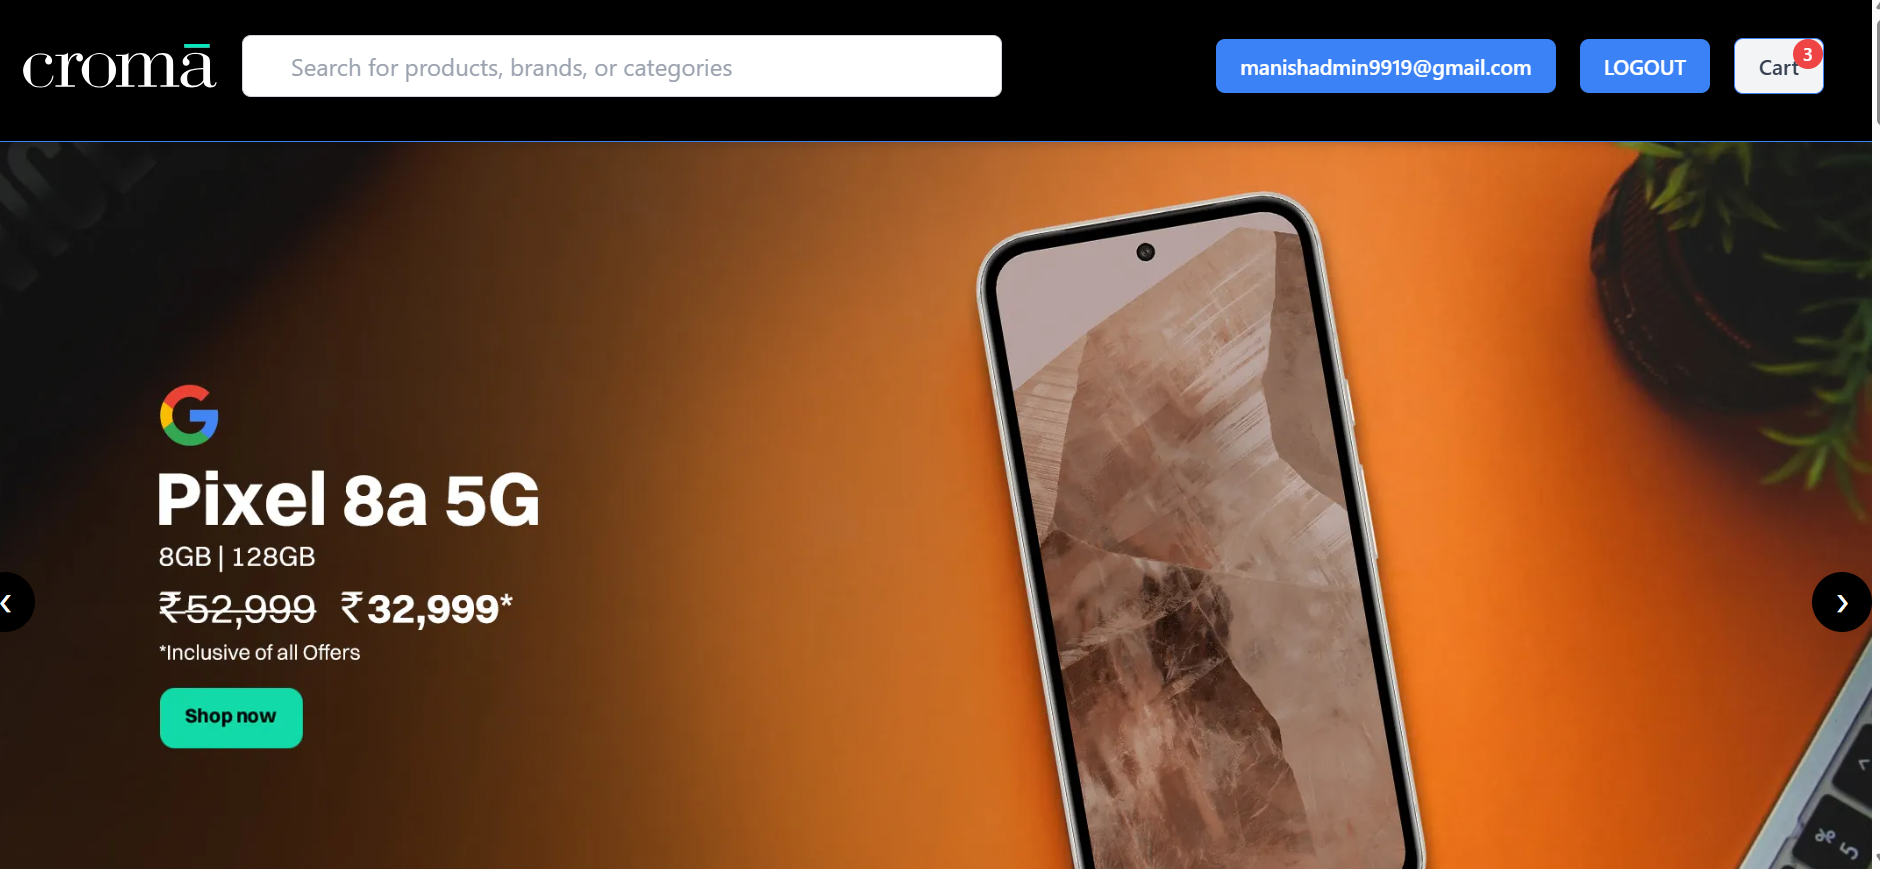 cromā
Search for products, brands, or categories
manishadmin9919@gmail.com
LOGOUT
Cart
3
Pixel 8a 5G
8GB | 128GB
₹52,999 ₹32,999*
*Inclusive of all Offers
Shop now
‹
›
⌘
5